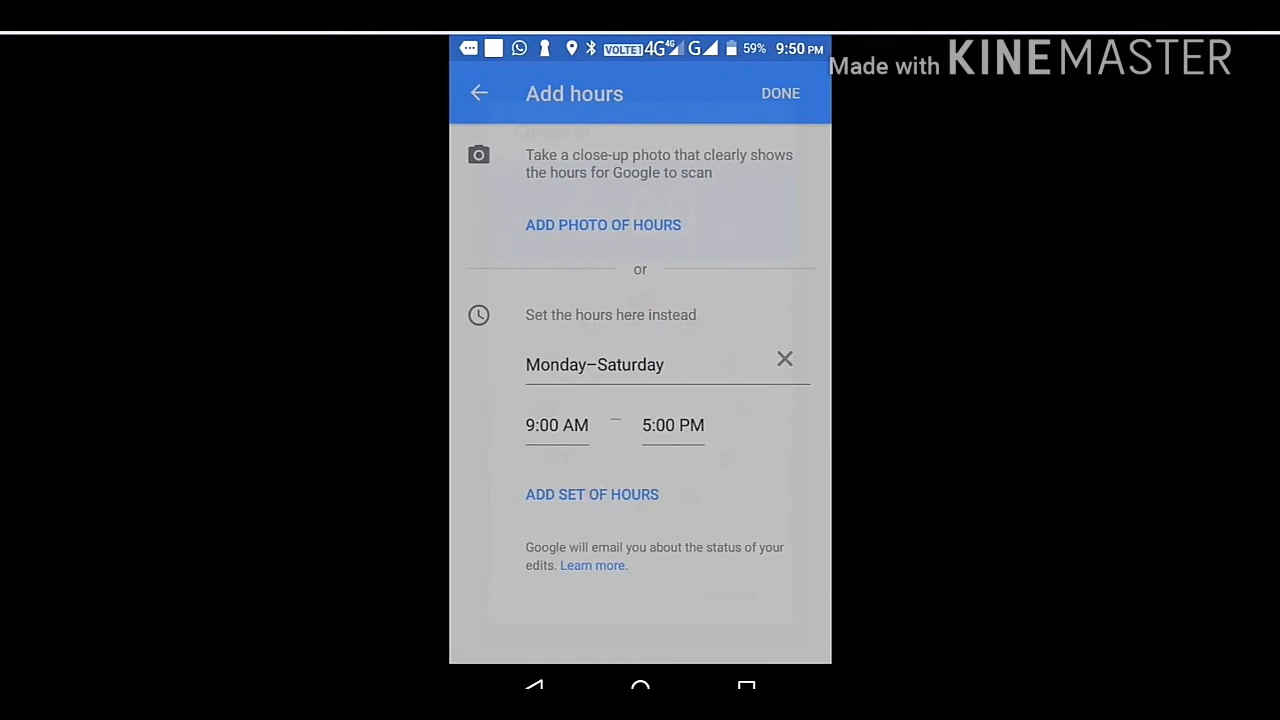 VOLTE1 4G 4G G 59% 9:50 PM
Made with KINEMASTER
Add hours DONE
Take a close-up photo that clearly shows
the hours for Google to scan
ADD PHOTO OF HOURS
or
Set the hours here instead
Monday–Saturday
9:00 AM — 5:00 PM
ADD SET OF HOURS
Google will email you about the status of your
edits. Learn more.